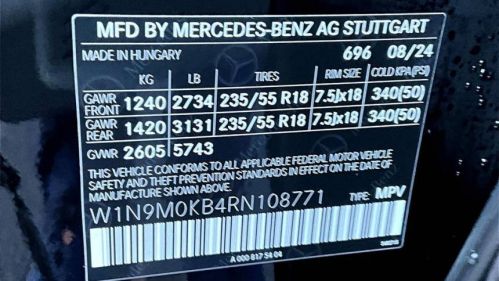 MFD BY MERCEDES-BENZ AG STUTTGART
MADE IN HUNGARY 696 08/24
KG LB TIRES RIM SIZE COLD KPA(PSI)
GAWR FRONT 1240 2734 235/55 R18 7.5Jx18 340(50)
GAWR REAR 1420 3131 235/55 R18 7.5Jx18 340(50)
GVWR 2605 5743
THIS VEHICLE CONFORMS TO ALL APPLICABLE FEDERAL MOTOR VEHICLE
SAFETY AND THEFT PREVENTION STANDARDS IN EFFECT ON THE DATE OF
MANUFACTURE SHOWN ABOVE.
W1N9M0KB4RN108771 TYPE: MPV
A 000 817 54 04